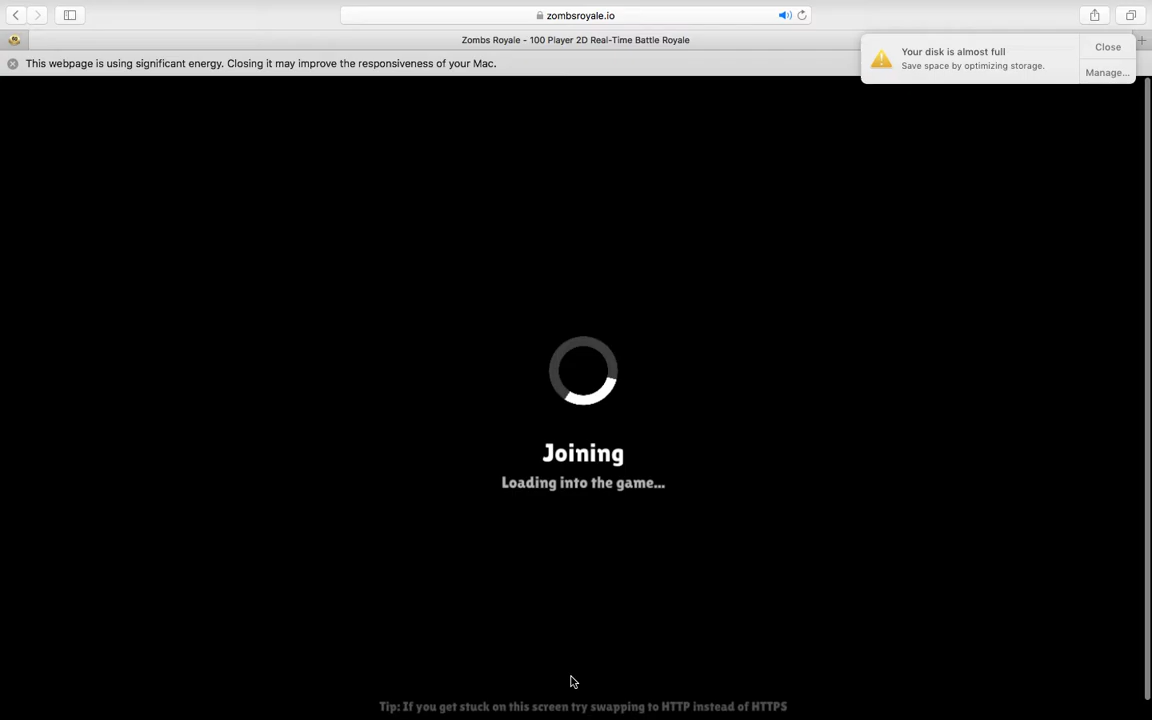 zombsroyale.io
Zombs Royale - 100 Player 2D Real-Time Battle Royale
This webpage is using significant energy. Closing it may improve the responsiveness of your Mac.
Your disk is almost full
Save space by optimizing storage.
Close
Manage...
Joining
Loading into the game...
Tip: If you get stuck on this screen try swapping to HTTP instead of HTTPS